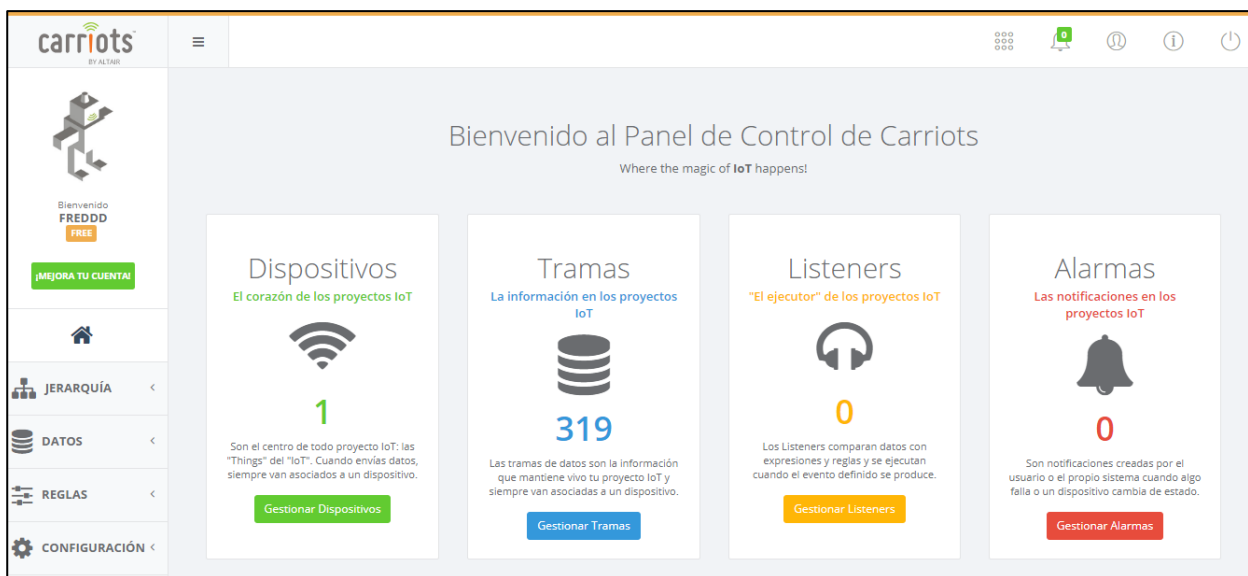 carriots
BY ALTAIR
0
Bienvenido
FREDDD
FREE
¡MEJORA TU CUENTA!
JERARQUÍA
DATOS
REGLAS
CONFIGURACIÓN
Bienvenido al Panel de Control de Carriots
Where the magic of IoT happens!
Dispositivos
El corazón de los proyectos IoT
1
Son el centro de todo proyecto IoT: las
"Things" del "IoT". Cuando envías datos,
siempre van asociados a un dispositivo.
Gestionar Dispositivos
Tramas
La información en los proyectos
IoT
319
Las tramas de datos son la información
que mantiene vivo tu proyecto IoT y
siempre van asociadas a un dispositivo.
Gestionar Tramas
Listeners
"El ejecutor" de los proyectos IoT
0
Los Listeners comparan datos con
expresiones y reglas y se ejecutan
cuando el evento definido se produce.
Gestionar Listeners
Alarmas
Las notificaciones en los
proyectos IoT
0
Son notificaciones creadas por el
usuario o el propio sistema cuando algo
falla o un dispositivo cambia de estado.
Gestionar Alarmas